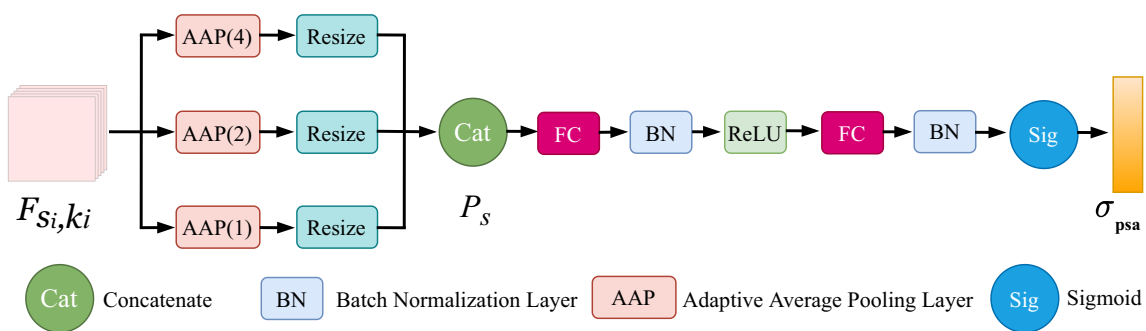 AAP(4) Resize
AAP(2) Resize Cat FC BN ReLU FC BN Sig
AAP(1) Resize
F_{s_i,ki} P_s σ_psa
Cat Concatenate BN Batch Normalization Layer AAP Adaptive Average Pooling Layer Sig Sigmoid